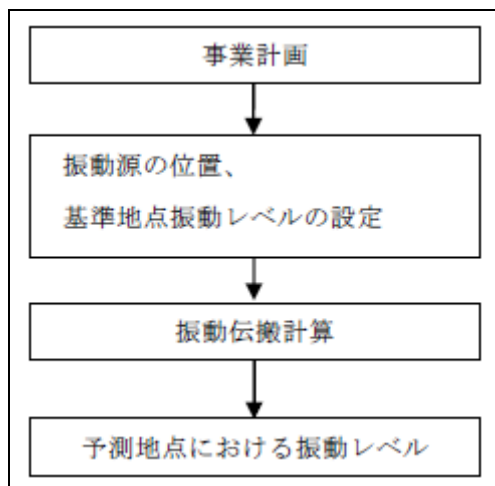 事業計画
振動源の位置、
基準地点振動レベルの設定
振動伝搬計算
予測地点における振動レベル